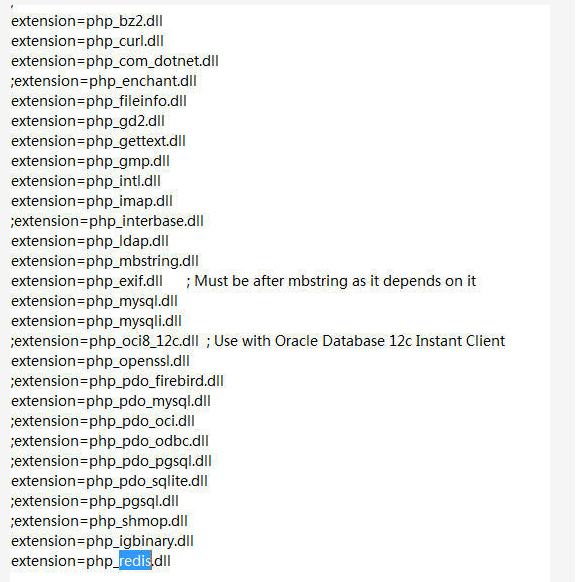 ;
extension=php_bz2.dll
extension=php_curl.dll
extension=php_com_dotnet.dll
;extension=php_enchant.dll
extension=php_fileinfo.dll
extension=php_gd2.dll
extension=php_gettext.dll
extension=php_gmp.dll
extension=php_intl.dll
extension=php_imap.dll
;extension=php_interbase.dll
extension=php_ldap.dll
extension=php_mbstring.dll
extension=php_exif.dll      ; Must be after mbstring as it depends on it
extension=php_mysql.dll
extension=php_mysqli.dll
;extension=php_oci8_12c.dll  ; Use with Oracle Database 12c Instant Client
extension=php_openssl.dll
;extension=php_pdo_firebird.dll
extension=php_pdo_mysql.dll
;extension=php_pdo_oci.dll
;extension=php_pdo_odbc.dll
;extension=php_pdo_pgsql.dll
extension=php_pdo_sqlite.dll
;extension=php_pgsql.dll
;extension=php_shmop.dll
extension=php_igbinary.dll
extension=php_redis.dll